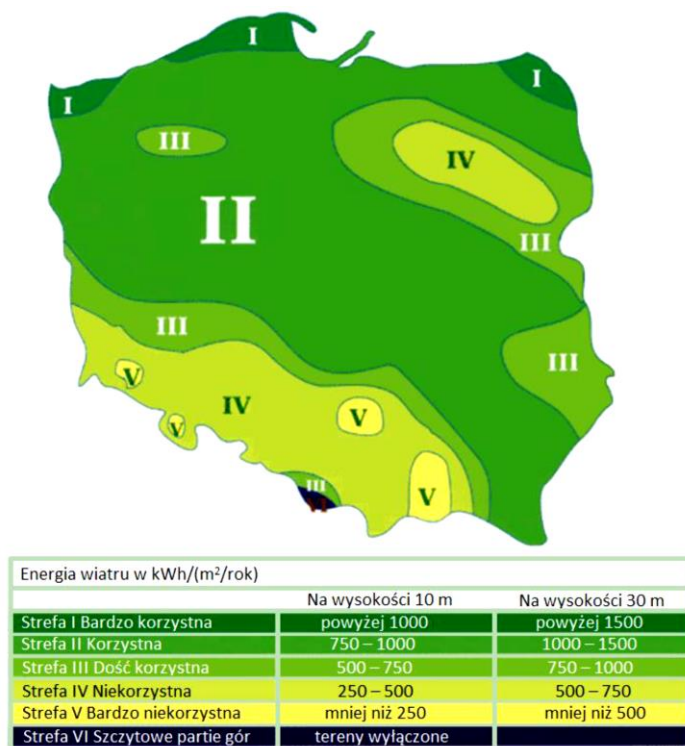 I
I
I
III
IV
II
III
III
III
V
IV
V
V
III
VI
V
Energia wiatru w kWh/(m²/rok)
Na wysokości 10 m Na wysokości 30 m
Strefa I Bardzo korzystna powyżej 1000 powyżej 1500
Strefa II Korzystna 750 – 1000 1000 – 1500
Strefa III Dość korzystna 500 – 750 750 – 1000
Strefa IV Niekorzystna 250 – 500 500 – 750
Strefa V Bardzo niekorzystna mniej niż 250 mniej niż 500
Strefa VI Szczytowe partie gór tereny wyłączone